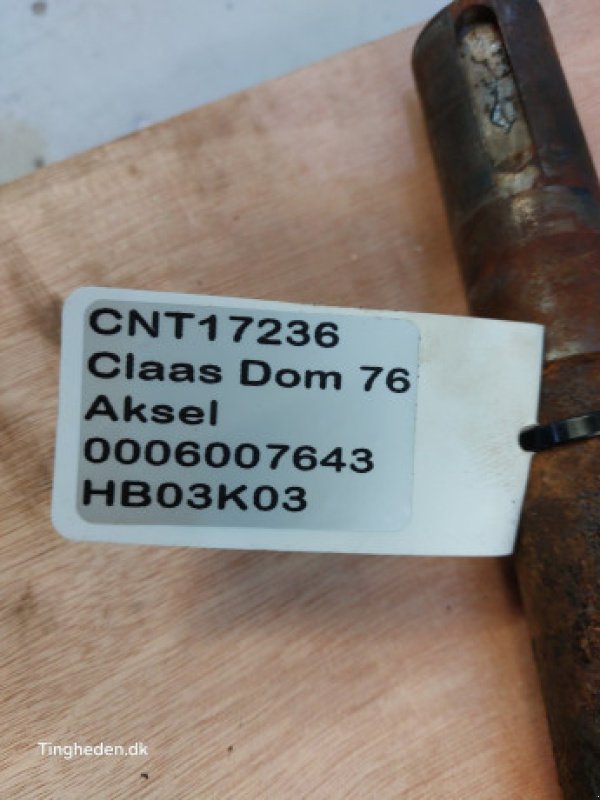 CNT17236
Claas Dom 76
Aksel
0006007643
HB03K03
Tingheden.dk